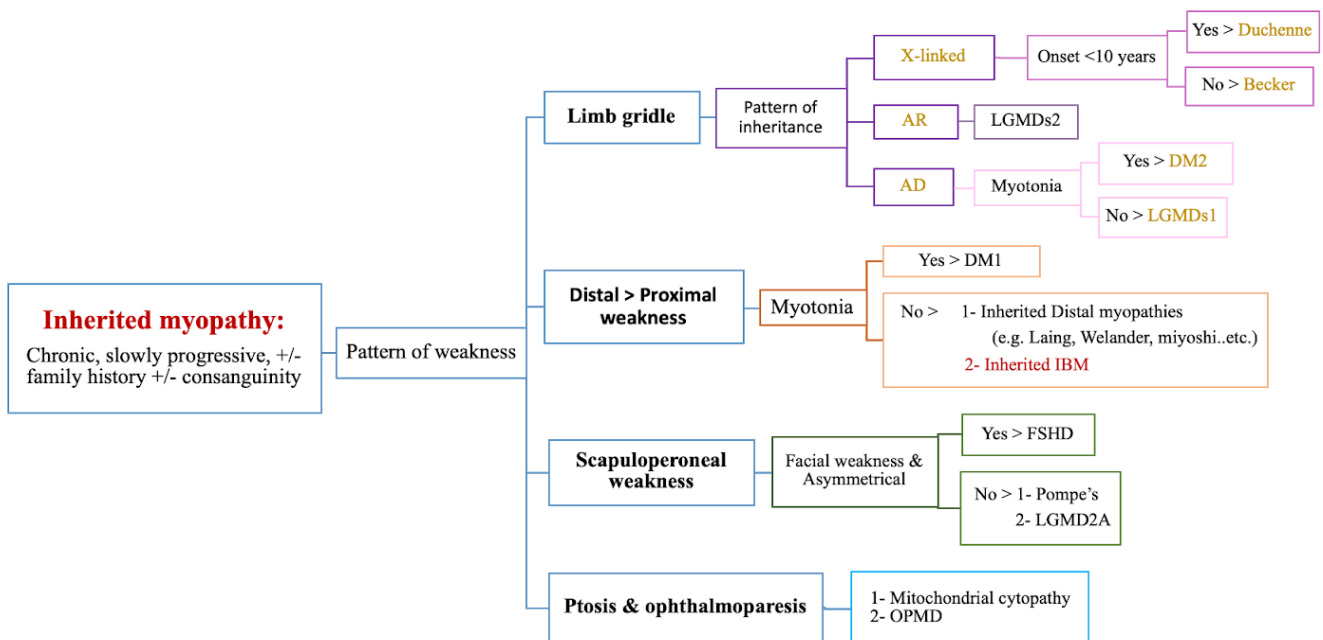 Inherited myopathy:
Chronic, slowly progressive, +/-
family history +/- consanguinity
Pattern of weakness
Limb gridle
Pattern of
inheritance
X-linked
Onset <10 years
Yes > Duchenne
No > Becker
AR
LGMDs2
AD
Myotonia
Yes > DM2
No > LGMDs1
Distal > Proximal
weakness
Myotonia
Yes > DM1
No > 1- Inherited Distal myopathies
(e.g. Laing, Welander, miyoshi..etc.)
2- Inherited IBM
Scapuloperoneal
weakness
Facial weakness &
Asymmetrical
Yes > FSHD
No > 1- Pompe's
2- LGMD2A
Ptosis & ophthalmoparesis
1- Mitochondrial cytopathy
2- OPMD